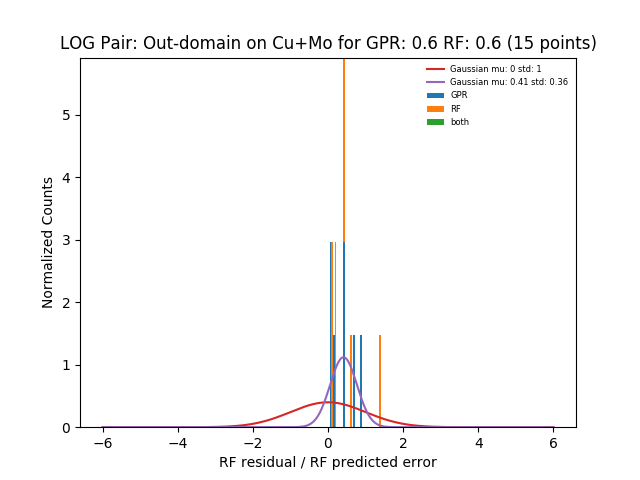 LOG Pair: Out-domain on Cu+Mo for GPR: 0.6 RF: 0.6 (15 points)
Gaussian mu: 0 std: 1
Gaussian mu: 0.41 std: 0.36
GPR
RF
both
Normalized Counts
5
4
3
2
1
0
−6 −4 −2 0 2 4 6
RF residual / RF predicted error